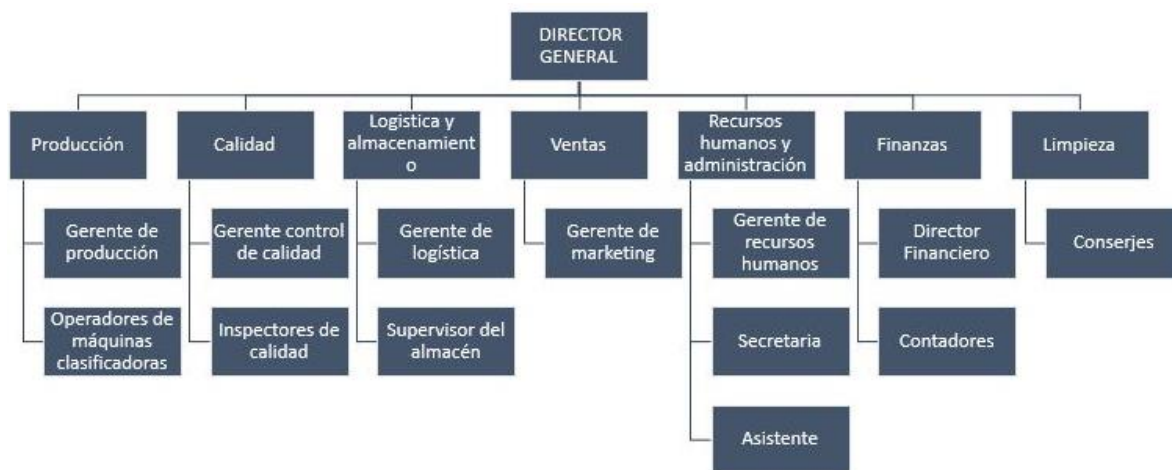 DIRECTOR
GENERAL
Producción
Calidad
Logistica y
almacenamient
o
Ventas
Recursos
humanos y
administración
Finanzas
Limpieza
Gerente de
producción
Gerente control
de calidad
Gerente de
logística
Gerente de
marketing
Gerente de
recursos
humanos
Director
Financiero
Conserjes
Operadores de
máquinas
clasificadoras
Inspectores de
calidad
Supervisor del
almacén
Secretaria
Contadores
Asistente